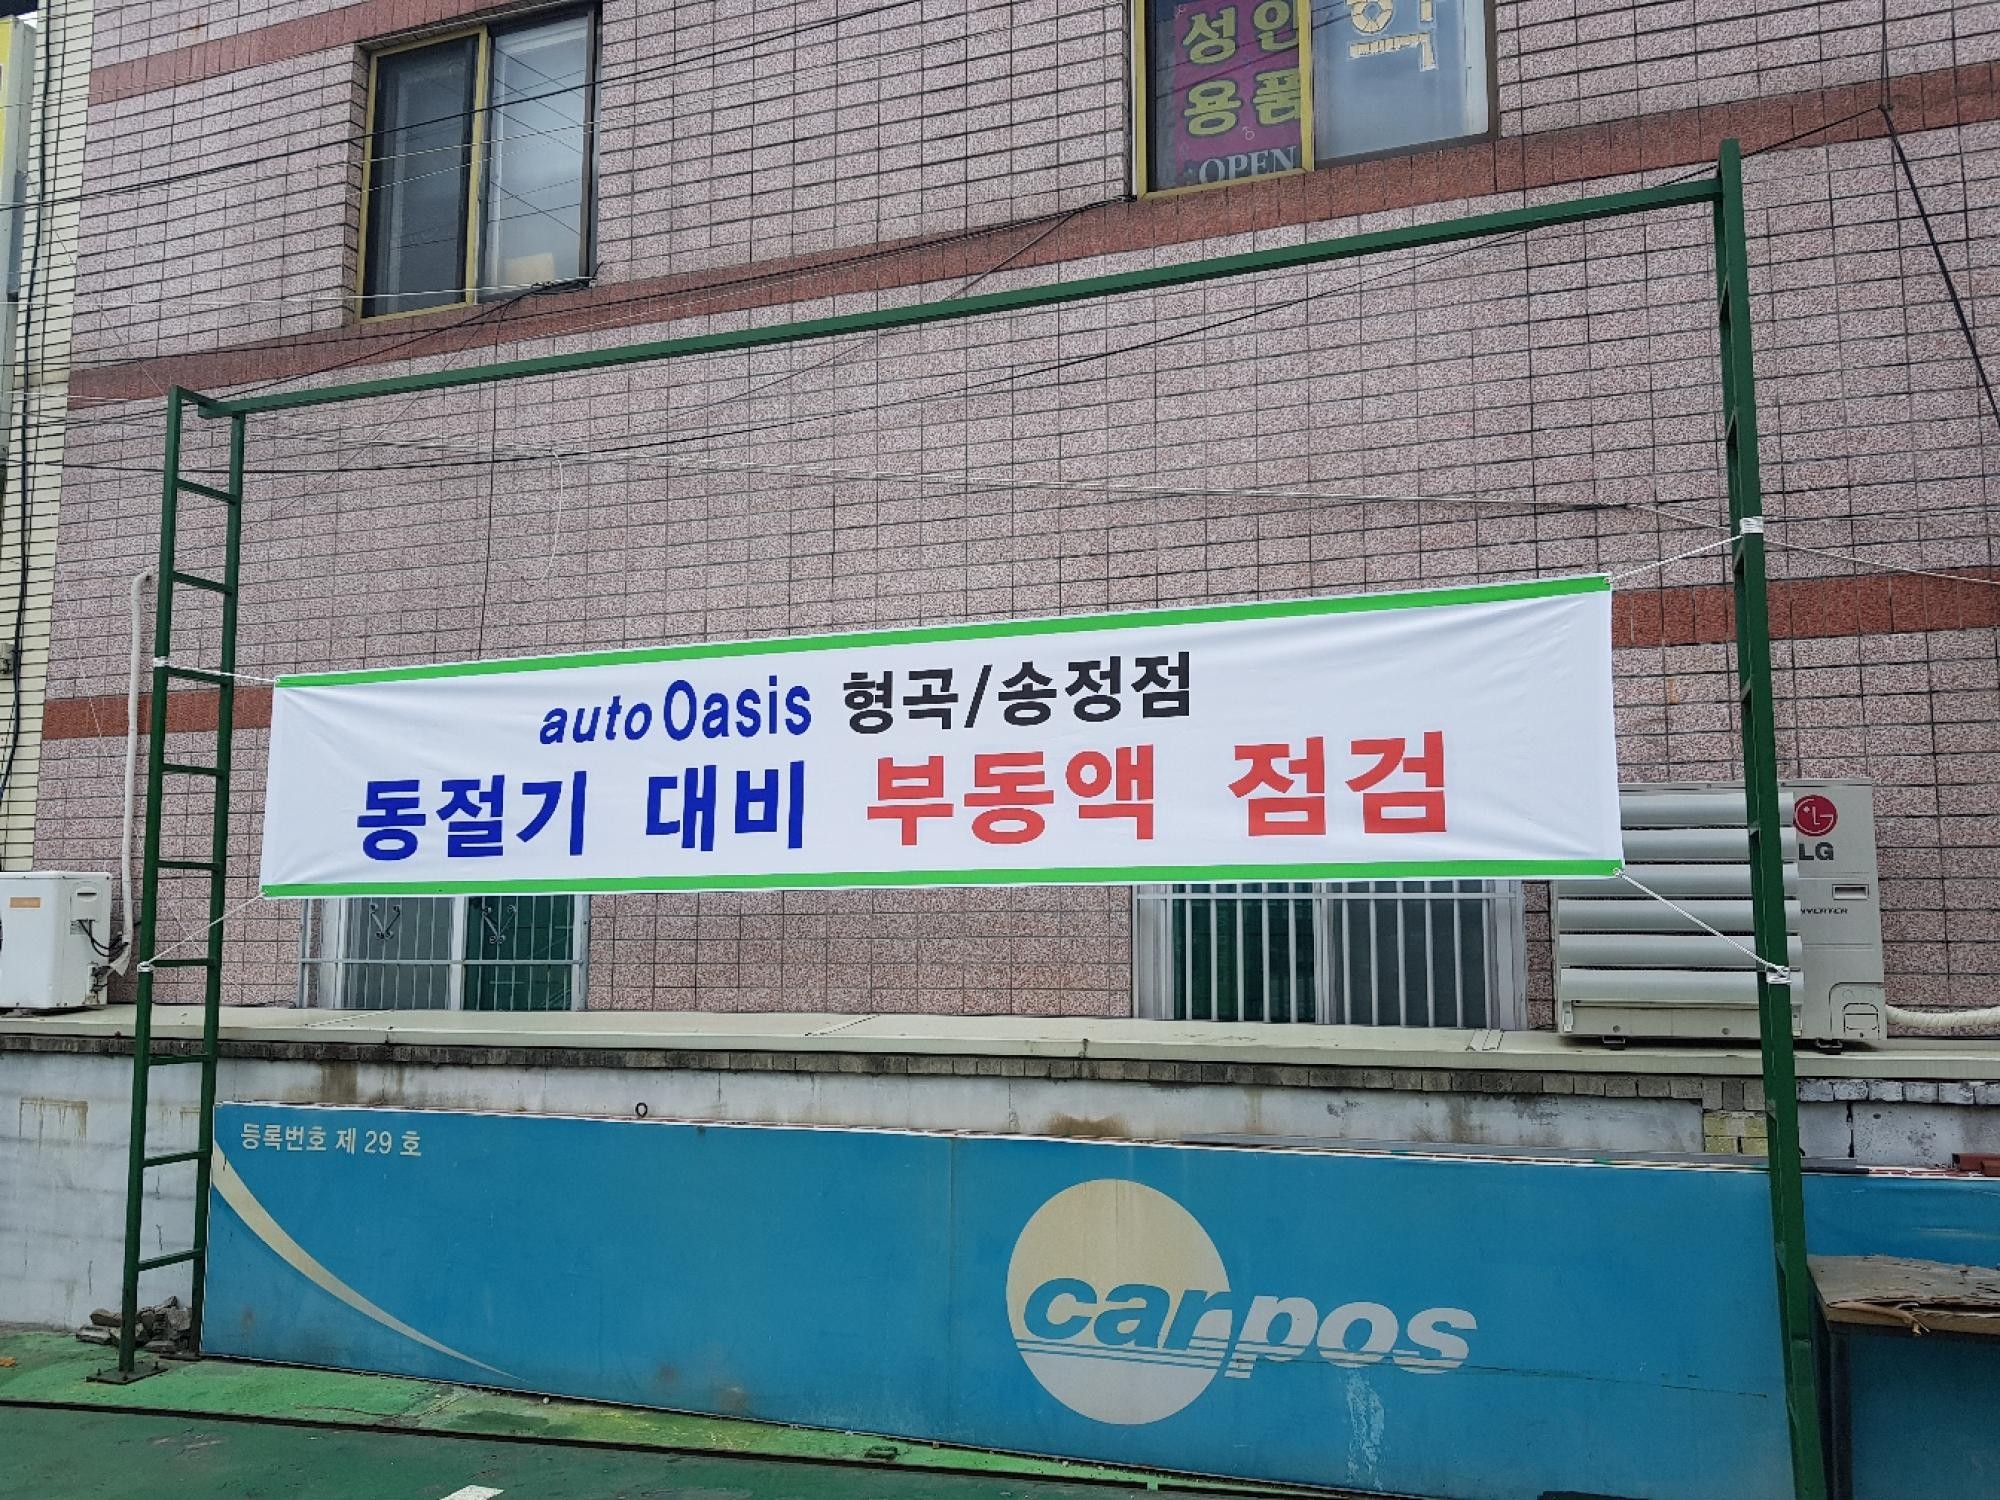 성인
용품
OPEN
auto Oasis 형곡/송정점
동절기 대비 부동액 점검
LG
INVERTER
등록번호 제 29 호
carpos